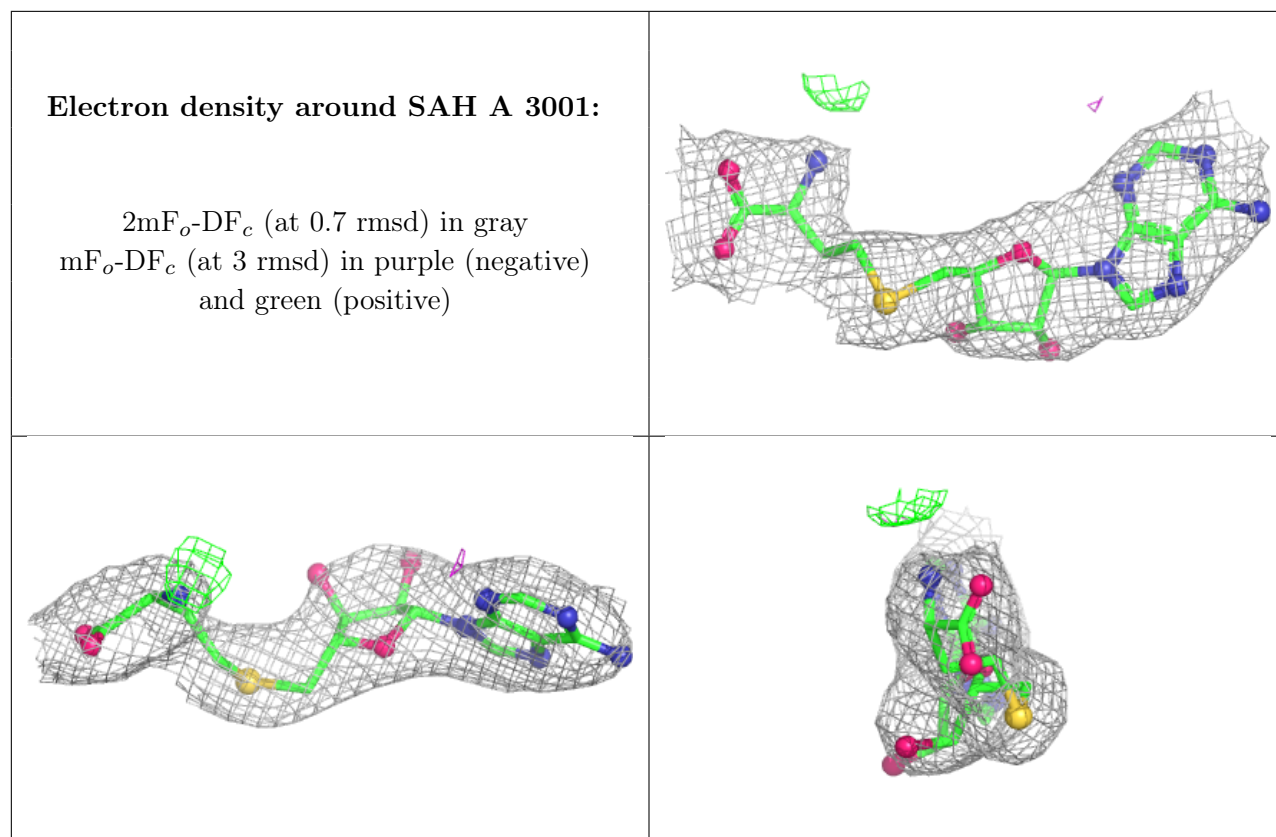 Electron density around SAH A 3001:
2mFo-DFc (at 0.7 rmsd) in gray
mFo-DFc (at 3 rmsd) in purple (negative)
and green (positive)